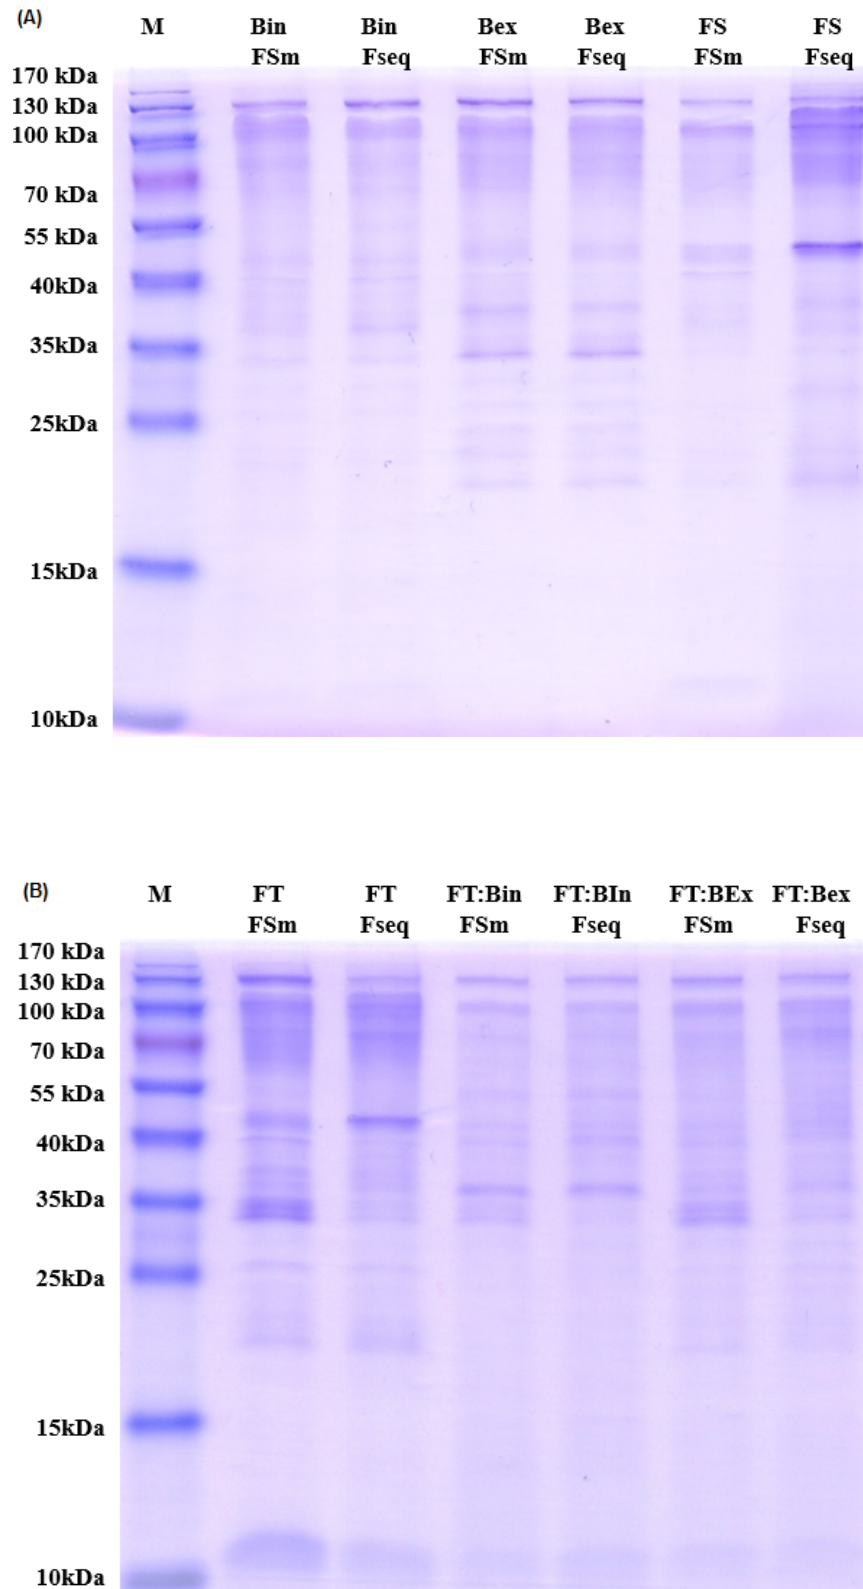 (A)
M Bin Bin Bex Bex FS FS
FSm Fseq FSm Fseq FSm Fseq
170 kDa
130 kDa
100 kDa
70 kDa
55 kDa
40kDa
35kDa
25kDa
15kDa
10kDa
(B)
M FT FT FT:Bin FT:BIn FT:BEx FT:Bex
FSm Fseq FSm Fseq FSm Fseq
170 kDa
130 kDa
100 kDa
70 kDa
55 kDa
40kDa
35kDa
25kDa
15kDa
10kDa